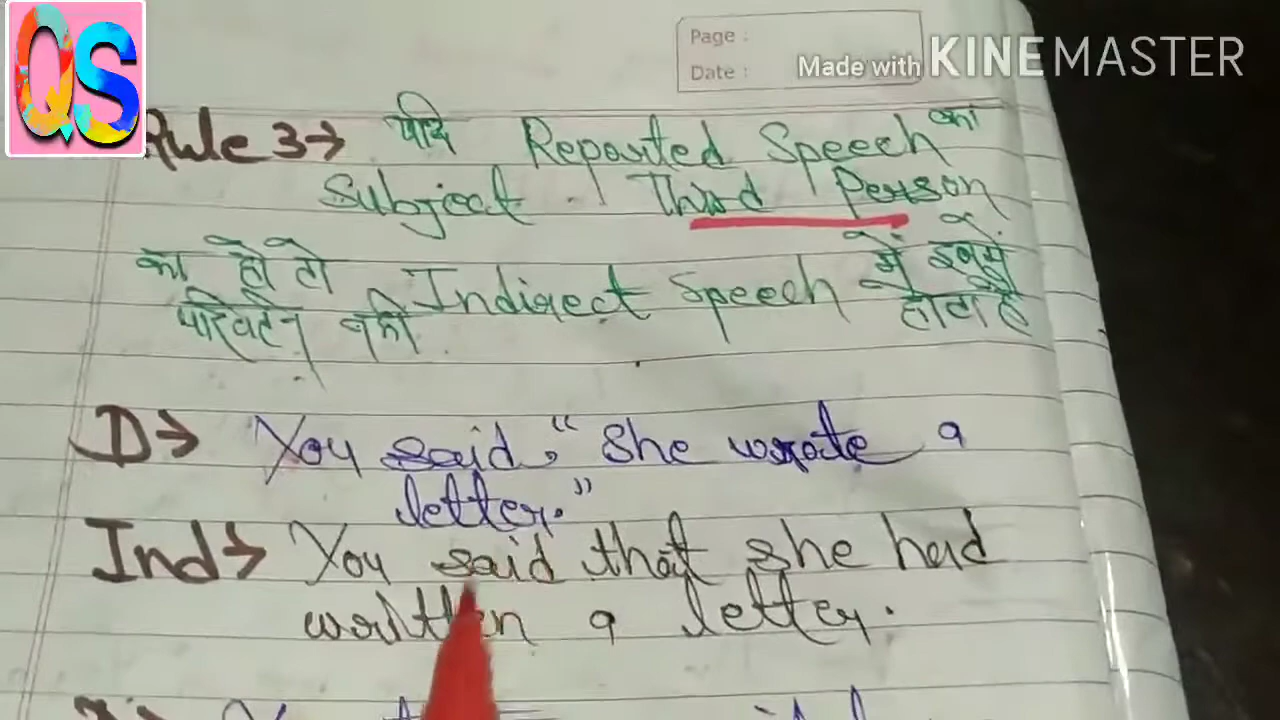 QS
Page :
Date :
Made with KINEMASTER
Rule 3→ यदि Reported Speech का
Subject Third Person
का हो तो Indirect Speech में इसमें
परिवर्तन नहीं होता है
D→ You said, "She wrote a
letter."
Ind→ You said that she had
written a letter.